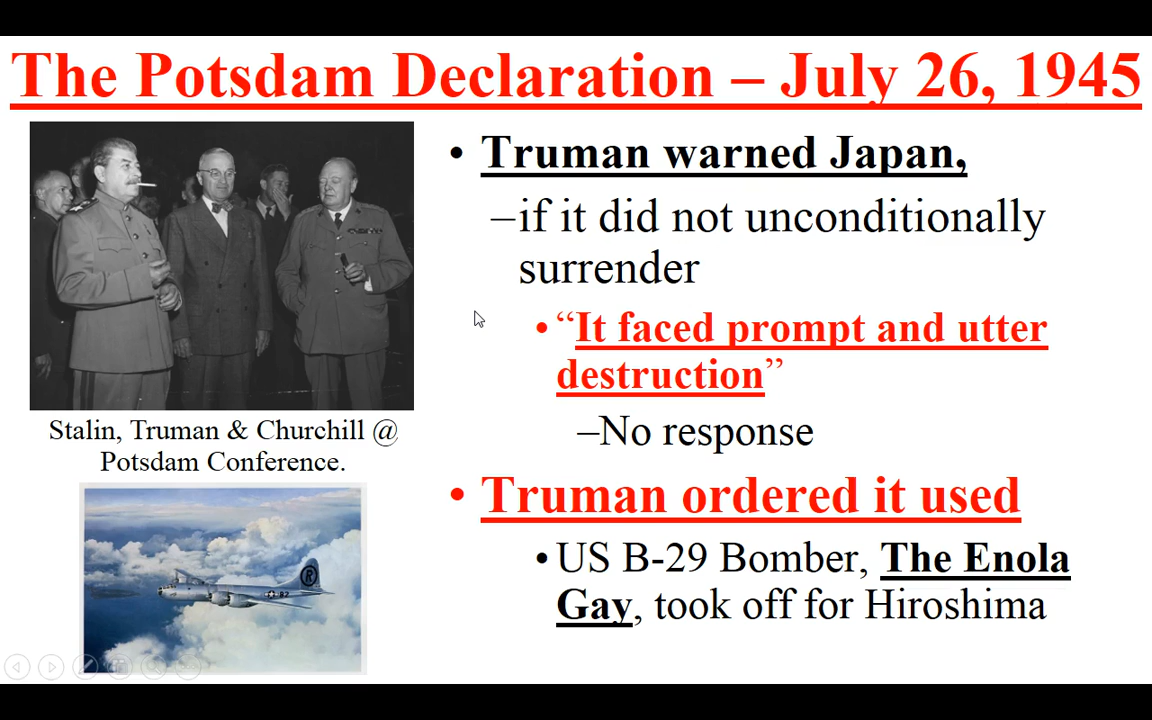 The Potsdam Declaration – July 26, 1945
• Truman warned Japan,
–if it did not unconditionally
surrender
•“It faced prompt and utter
destruction”
–No response
• Truman ordered it used
•US B-29 Bomber, The Enola
Gay, took off for Hiroshima
Stalin, Truman & Churchill @
Potsdam Conference.
R
82